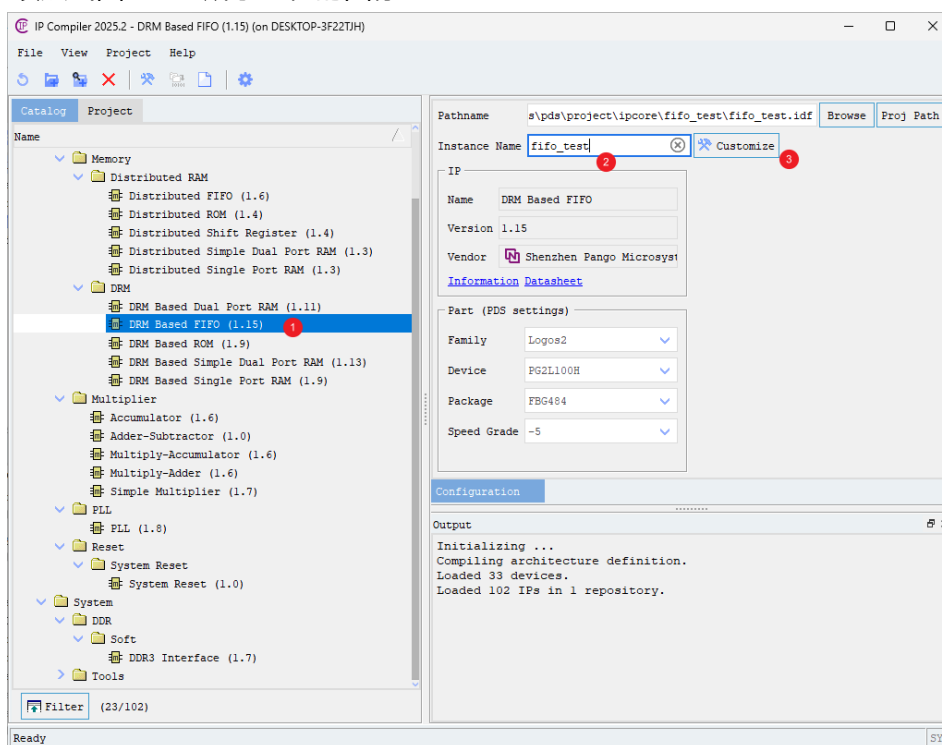 IP Compiler 2025.2 - DRM Based FIFO (1.15) (on DESKTOP-3F22TJH)
File View Project Help
Catalog Project
Name
Memory
Distributed RAM
Distributed FIFO (1.6)
Distributed ROM (1.4)
Distributed Shift Register (1.4)
Distributed Simple Dual Port RAM (1.3)
Distributed Single Port RAM (1.3)
DRM
DRM Based Dual Port RAM (1.11)
DRM Based FIFO (1.15) 1
DRM Based ROM (1.9)
DRM Based Simple Dual Port RAM (1.13)
DRM Based Single Port RAM (1.9)
Multiplier
Accumulator (1.6)
Adder-Subtractor (1.0)
Multiply-Accumulator (1.6)
Multiply-Adder (1.6)
Simple Multiplier (1.7)
PLL
PLL (1.8)
Reset
System Reset
System Reset (1.0)
System
DDR
Soft
DDR3 Interface (1.7)
Tools
Filter (23/102)
Pathname s\pds\project\ipcore\fifo_test\fifo_test.idf Browse Proj Path
Instance Name fifo_test 2 Customize 3
IP
Name DRM Based FIFO
Version 1.15
Vendor Shenzhen Pango Microsyst
Information Datasheet
Part (PDS settings)
Family Logos2
Device PG2L100H
Package FBG484
Speed Grade -5
Configuration
Output
Initializing ...
Compiling architecture definition.
Loaded 33 devices.
Loaded 102 IPs in 1 repository.
Ready